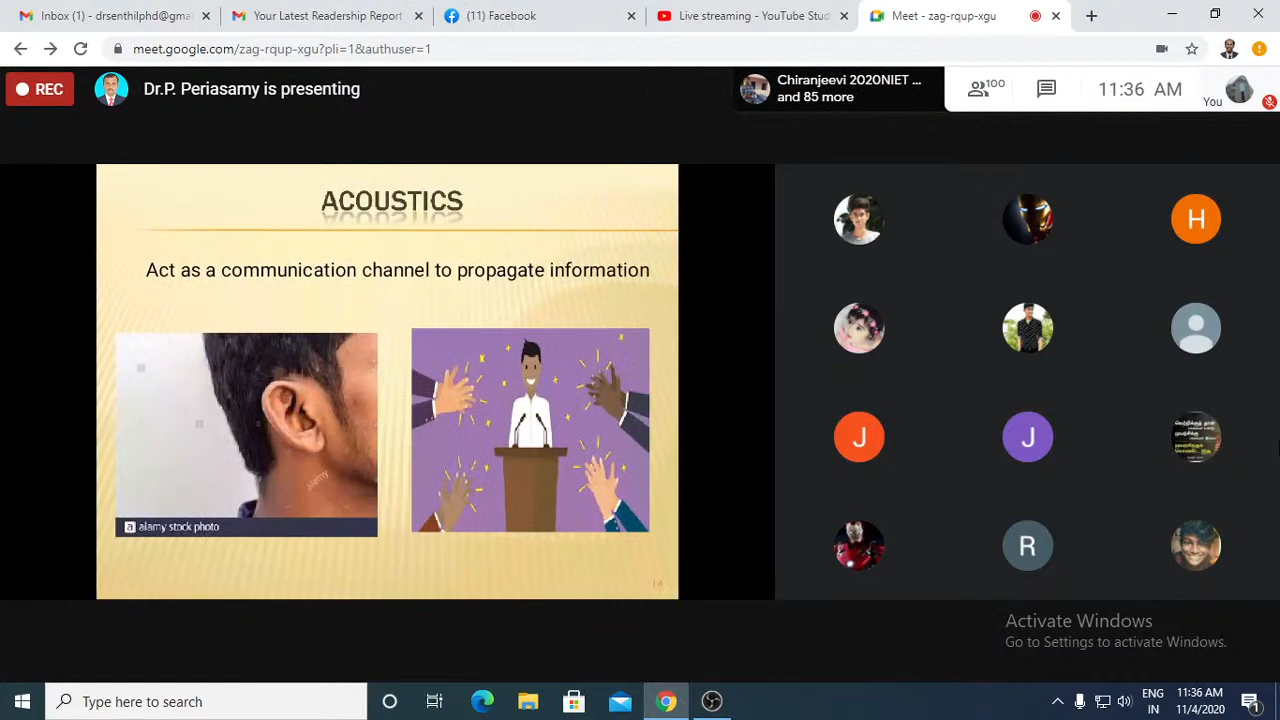 Inbox (1) - drsenthilphd@gmai
Your Latest Readership Report
(11) Facebook
Live streaming - YouTube Stud
Meet - zag-rqup-xgu
meet.google.com/zag-rqup-xgu?pli=1&authuser=1
REC
Dr.P. Periasamy is presenting
Chiranjeevi 2020NIET ...
and 85 more
100
11:36 AM
You
ACOUSTICS
Act as a communication channel to propagate information
alamy
a alamy stock photo
H
J
J
R
Activate Windows
Go to Settings to activate Windows.
Type here to search
ENG
IN
11:36 AM
11/4/2020
1